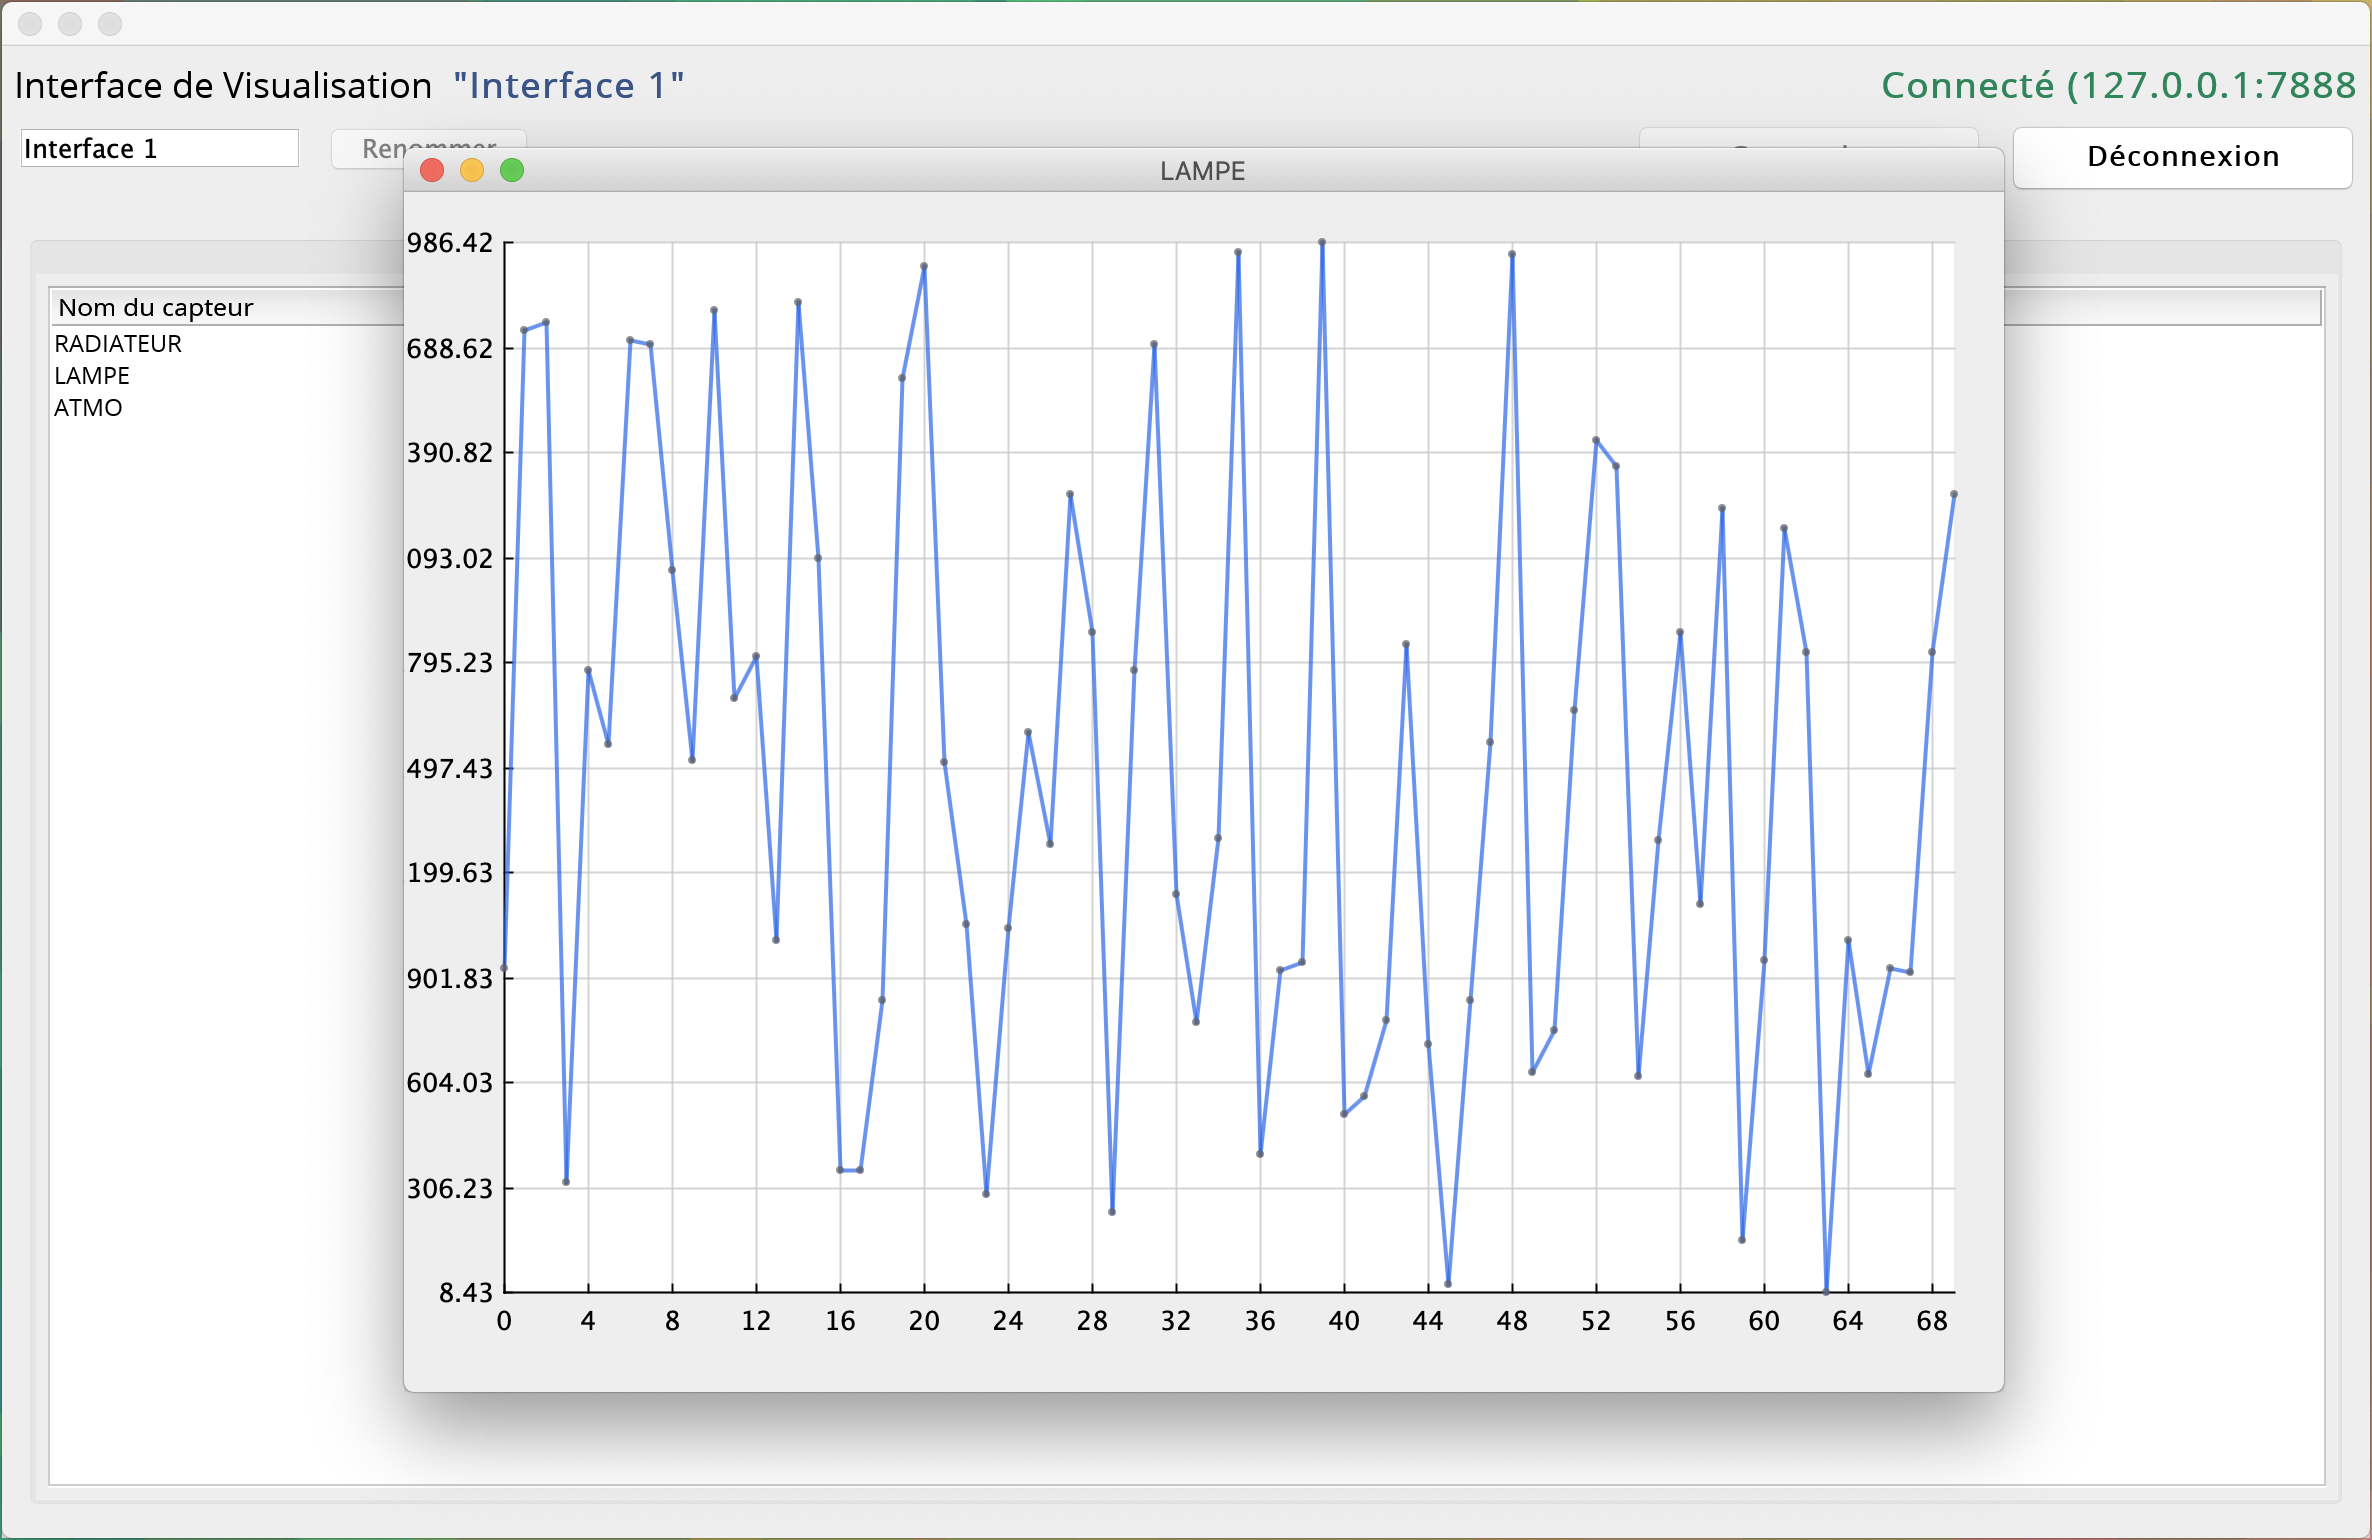 Interface de Visualisation "Interface 1"
Connecté (127.0.0.1:7888
Interface 1
Renommer
Déconnexion
Nom du capteur
RADIATEUR
LAMPE
ATMO
LAMPE
986.42
688.62
390.82
093.02
795.23
497.43
199.63
901.83
604.03
306.23
8.43
0 4 8 12 16 20 24 28 32 36 40 44 48 52 56 60 64 68